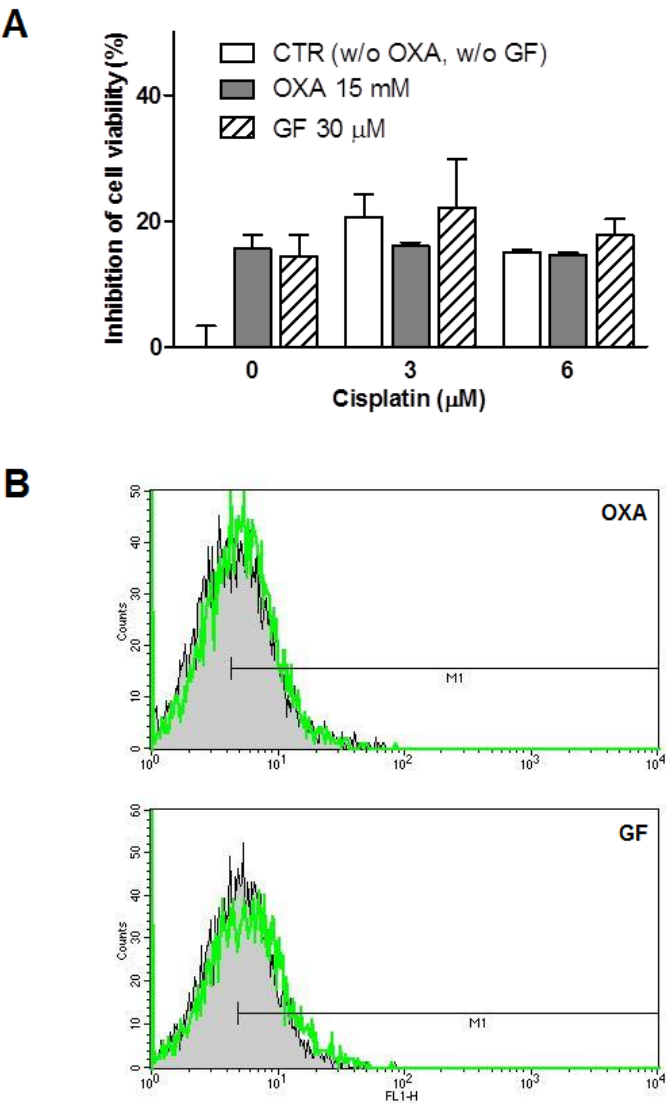 A
Inhibition of cell viability (%)
40
20
0
CTR (w/o OXA, w/o GF)
OXA 15 mM
GF 30 μM
0 3 6
Cisplatin (μM)
B
OXA
Counts
50
40
30
20
10
0
M1
10⁰ 10¹ 10² 10³ 10⁴
GF
Counts
60
50
40
30
20
10
0
M1
10⁰ 10¹ 10² 10³ 10⁴
FL1-H